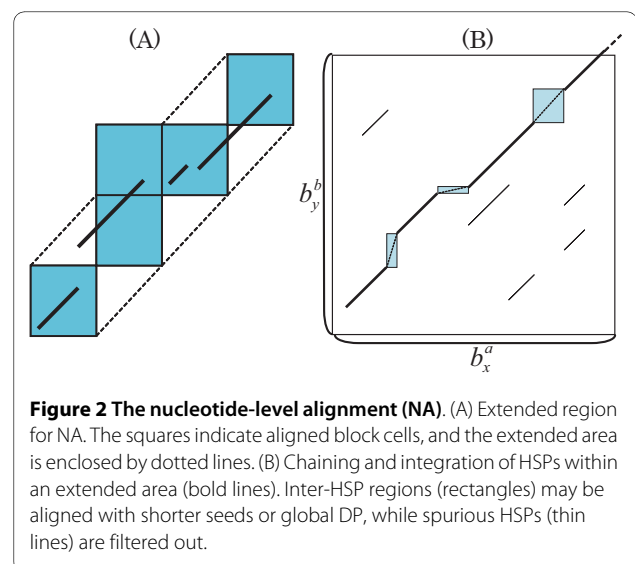 (A)
(B)
b_y^b
b_x^a
Figure 2 The nucleotide-level alignment (NA). (A) Extended region
for NA. The squares indicate aligned block cells, and the extended area
is enclosed by dotted lines. (B) Chaining and integration of HSPs within
an extended area (bold lines). Inter-HSP regions (rectangles) may be
aligned with shorter seeds or global DP, while spurious HSPs (thin
lines) are filtered out.